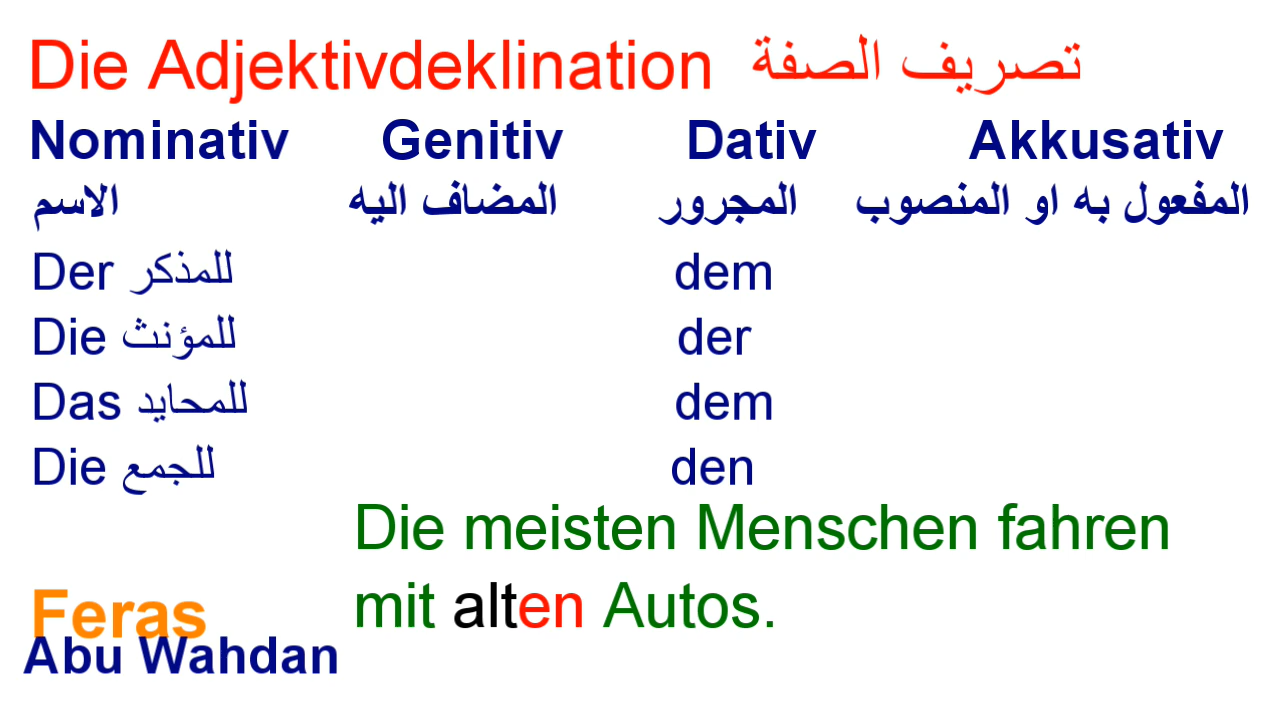 Die Adjektivdeklination تصريف الصفة
Nominativ Genitiv Dativ Akkusativ
الاسم المضاف اليه المجرور المفعول به او المنصوب
Der للمذكر dem
Die للمؤنث der
Das للمحايد dem
Die للجمع den
Die meisten Menschen fahren
mit alten Autos.
Feras
Abu Wahdan